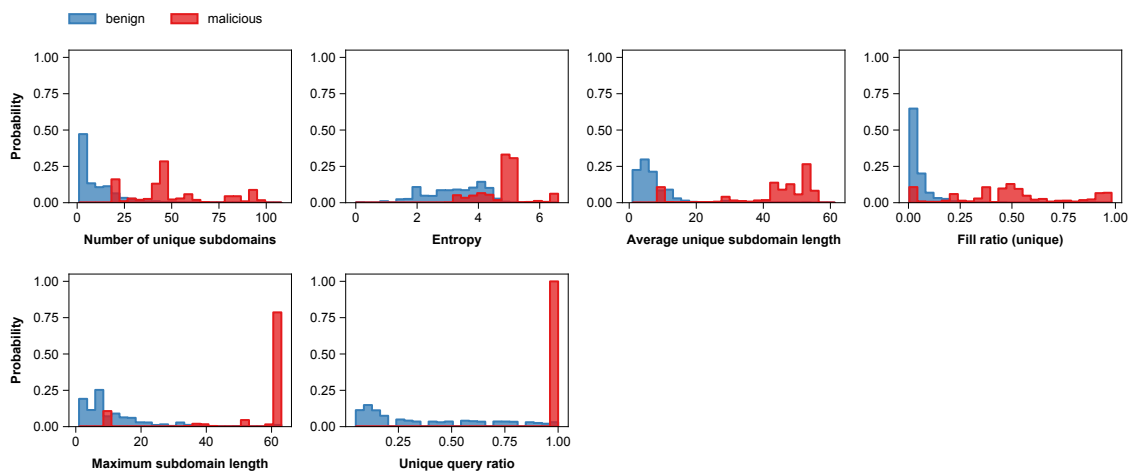 benign malicious
Probability
1.00
0.75
0.50
0.25
0.00
0 25 50 75 100
Number of unique subdomains
1.00
0.75
0.50
0.25
0.00
0 2 4 6
Entropy
1.00
0.75
0.50
0.25
0.00
0 20 40 60
Average unique subdomain length
1.00
0.75
0.50
0.25
0.00
0.00 0.25 0.50 0.75 1.00
Fill ratio (unique)
Probability
1.00
0.75
0.50
0.25
0.00
0 20 40 60
Maximum subdomain length
1.00
0.75
0.50
0.25
0.00
0.25 0.50 0.75 1.00
Unique query ratio